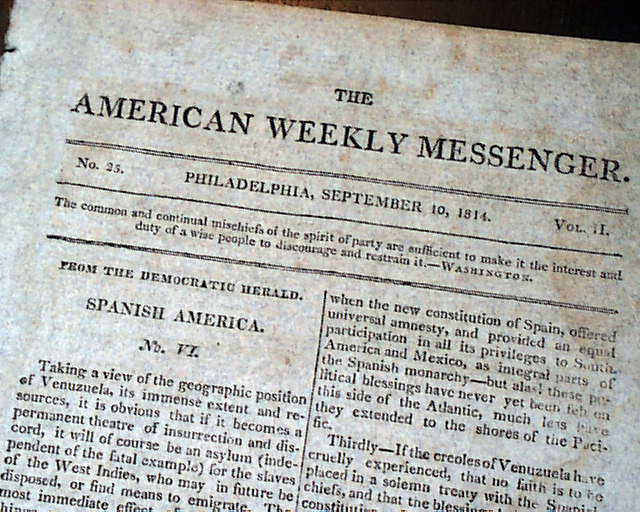 THE
AMERICAN WEEKLY MESSENGER.
No. 25.
PHILADELPHIA, SEPTEMBER 10, 1814.
VOL. II.
The common and continual mischiefs of the spirit of party are sufficient to make it the interest and
duty of a wise people to discourage and restrain it.—WASHINGTON.
FROM THE DEMOCRATIC HERALD.
SPANISH AMERICA.
No. VI.
Taking a view of the geographic position
of Venuzuela, its immense extent and re-
sources, it is obvious that if it becomes a
permanent theatre of insurrection and dis-
cord, it will of course be an asylum (inde-
pendent of the fatal example) for the slaves
of the West Indies, who may in future be
disposed, or find means to emigrate. The
most immediate effect of
when the new constitution of Spain, offered
universal amnesty, and provided an equal
participation in all its privileges to South-
America and Mexico, as integral parts of
the Spanish monarchy—but alas! these po-
litical blessings have never yet been felt on
this side of the Atlantic, much less have
they extended to the shores of the Paci-
fic.
Thirdly—If the creoles of Venuzuela have
cruelly experienced, that no faith is to be
placed in a solemn treaty with the Spanish
chiefs, and that the blessings